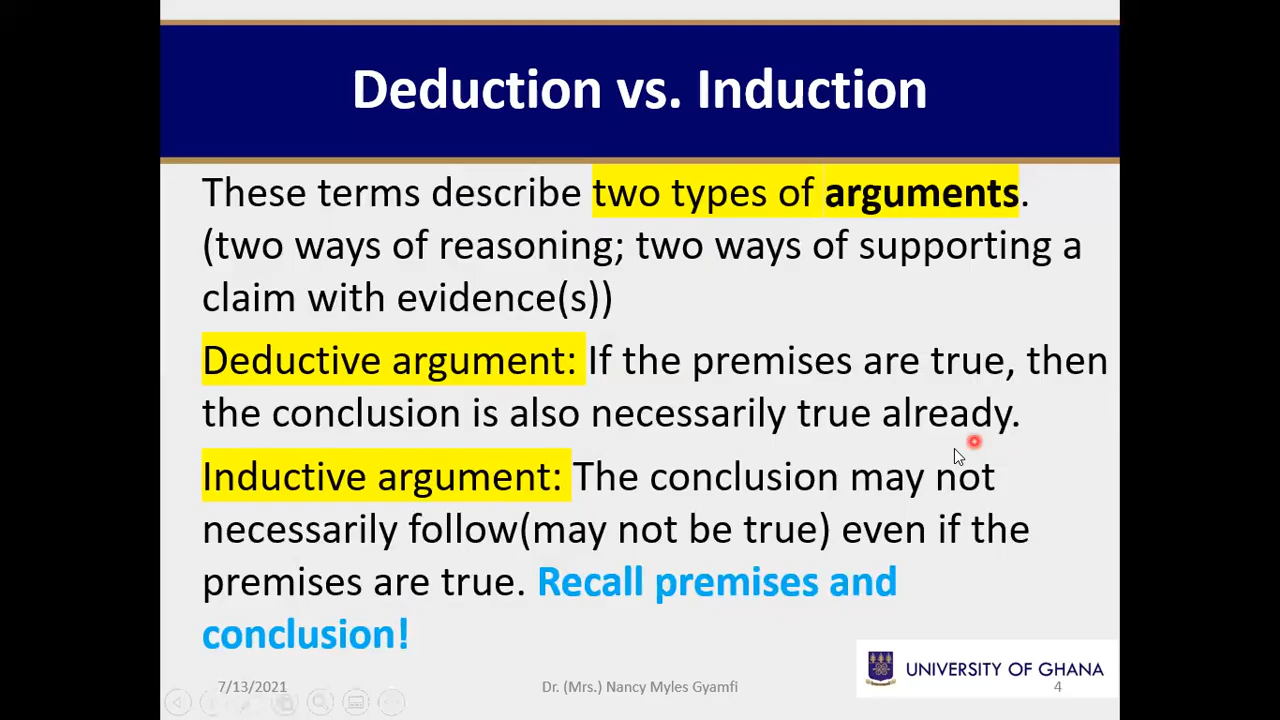 Deduction vs. Induction
These terms describe two types of arguments.
(two ways of reasoning; two ways of supporting a
claim with evidence(s))
Deductive argument: If the premises are true, then
the conclusion is also necessarily true already.
Inductive argument: The conclusion may not
necessarily follow(may not be true) even if the
premises are true. Recall premises and
conclusion!
UNIVERSITY OF GHANA
7/13/2021
Dr. (Mrs.) Nancy Myles Gyamfi
4